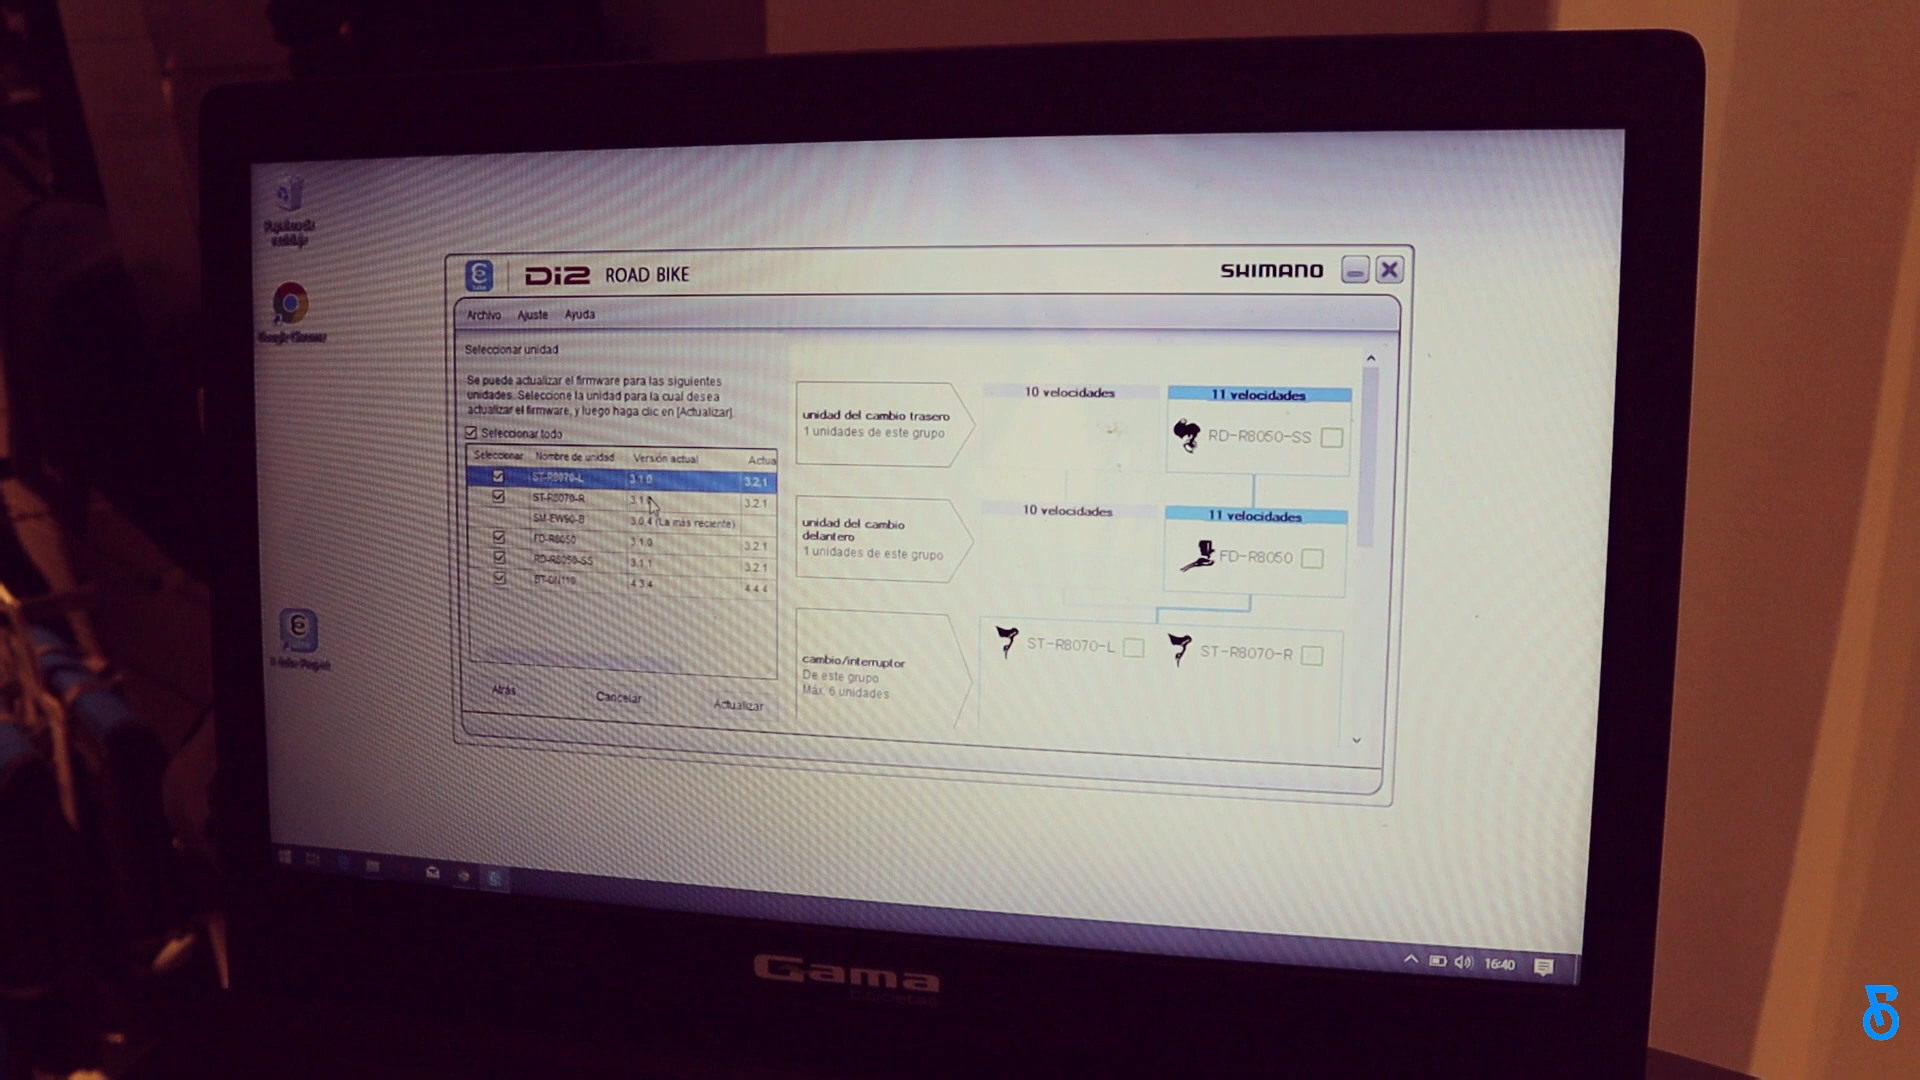 Di2 ROAD BIKE
SHIMANO
Archivo Ajuste Ayuda
Seleccionar unidad
Se puede actualizar el firmware para las siguientes
unidades. Seleccione la unidad para la cual desea
actualizar el firmware, y luego haga clic en [Actualizar].
Seleccionar todo
Seleccionar Nombre de unidad Versión actual Actua
ST-R8070-L 3.1.0 3.2.1
ST-R8070-R 3.1 3.2.1
SM-EW90-B 3.0.4 (La más reciente)
FD-R8050 3.1.0 3.2.1
RD-R8050-SS 3.1.1 3.2.1
BT-DN110 4.3.4 4.4.4
Atrás Cancelar Actualizar
unidad del cambio trasero
1 unidades de este grupo
10 velocidades
11 velocidades
RD-R8050-SS
unidad del cambio
delantero
1 unidades de este grupo
10 velocidades
11 velocidades
FD-R8050
cambio/interruptor
De este grupo
Máx. 6 unidades
ST-R8070-L
ST-R8070-R
Google Chrome
16:40
Gama